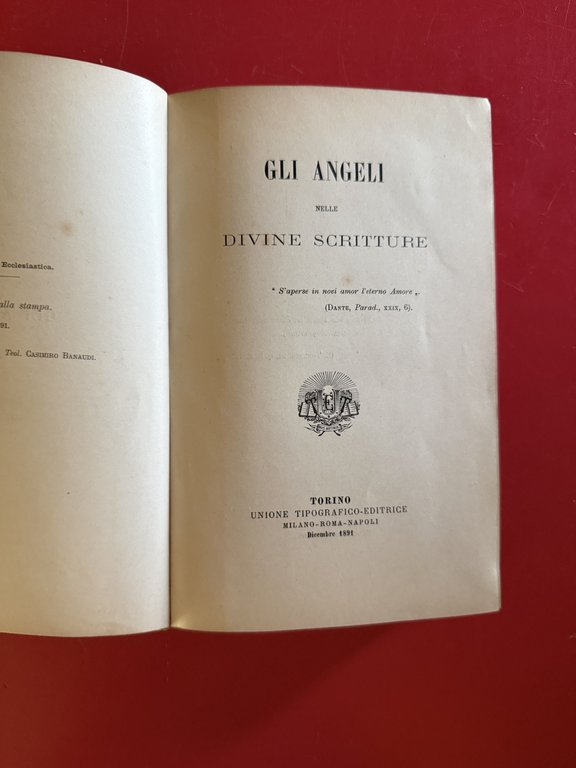 Ecclesiastica.
alla stampa.
91.
Teol. CASIMIRO BANAUDI.
GLI ANGELI
NELLE
DIVINE SCRITTURE
" S'aperse in novi amor l'eterno Amore „.
(DANTE, Parad., XXIX, 6).
TORINO
UNIONE TIPOGRAFICO-EDITRICE
MILANO-ROMA-NAPOLI
Dicembre 1891